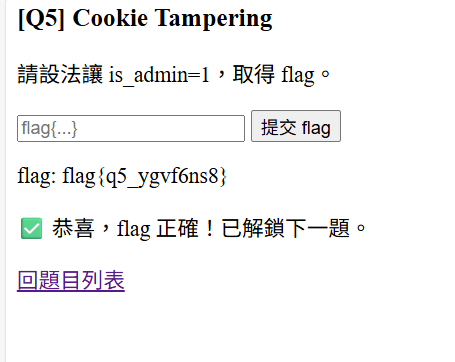 [Q5] Cookie Tampering
請設法讓 is_admin=1，取得 flag。
flag{...} 提交 flag
flag: flag{q5_ygvf6ns8}
✅ 恭喜，flag 正確！已解鎖下一題。
回題目列表